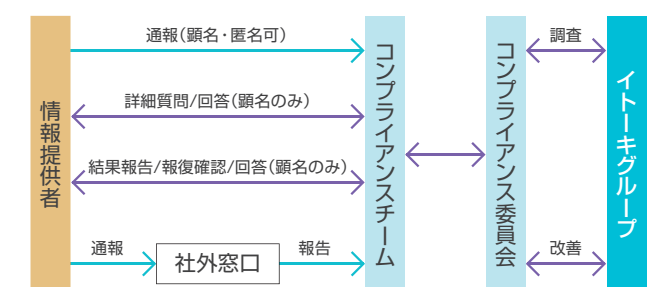 情報提供者
通報(顕名・匿名可)
詳細質問/回答(顕名のみ)
結果報告/報復確認/回答(顕名のみ)
通報
社外窓口
報告
コンプライアンスチーム
コンプライアンス委員会
調査
改善
イトーキグループ